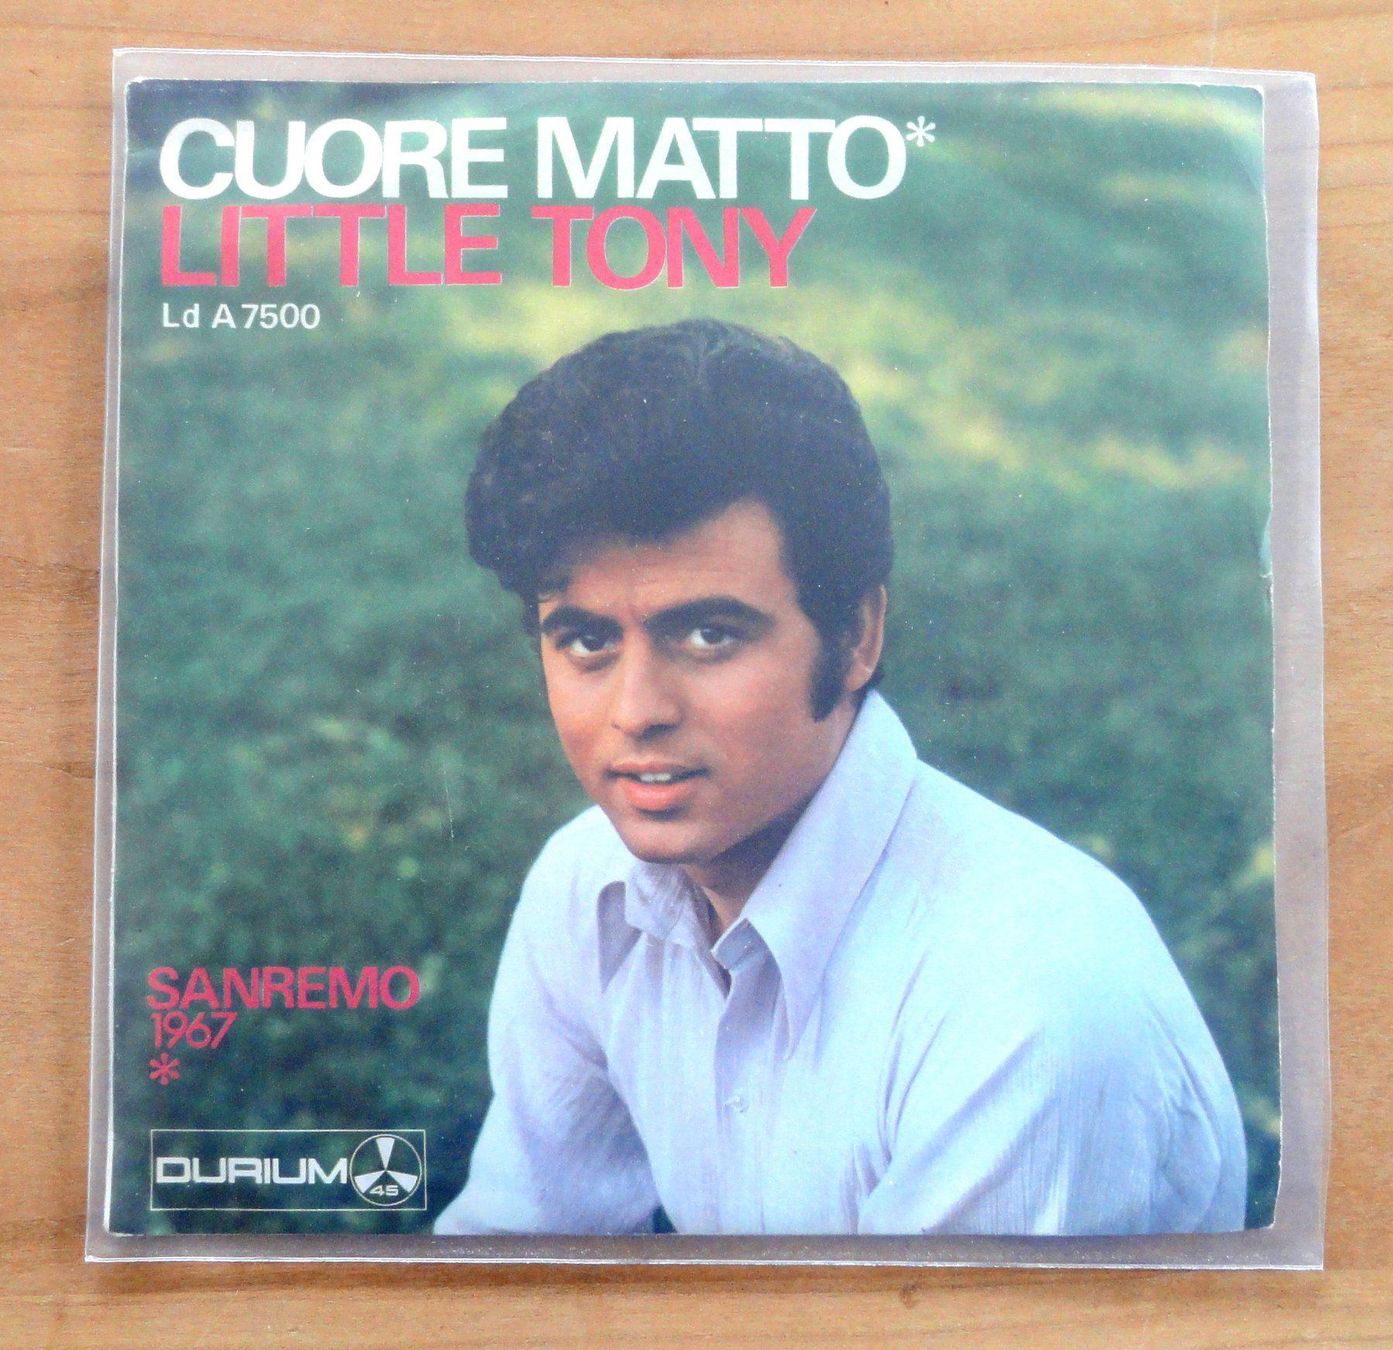 CUORE MATTO*
LITTLE TONY
Ld A 7500
SANREMO
1967
*
DURIUM 45